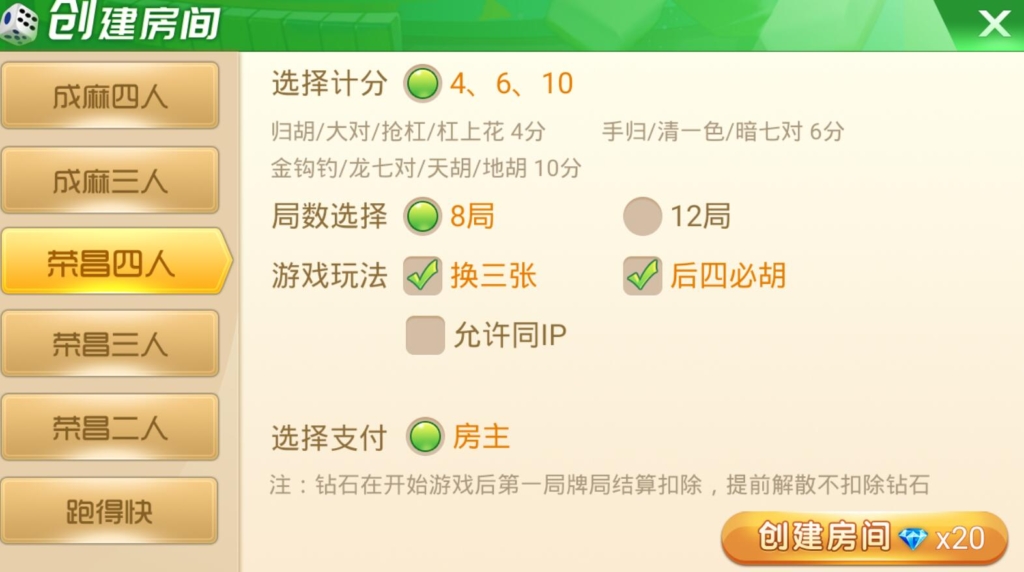 创建房间
成麻四人
成麻三人
荣昌四人
荣昌三人
荣昌二人
跑得快
选择计分 4、6、10
归胡/大对/抢杠/杠上花 4分 手归/清一色/暗七对 6分
金钩钓/龙七对/天胡/地胡 10分
局数选择 8局 12局
游戏玩法 换三张 后四必胡
允许同IP
选择支付 房主
注：钻石在开始游戏后第一局牌局结算扣除，提前解散不扣除钻石
创建房间 x20